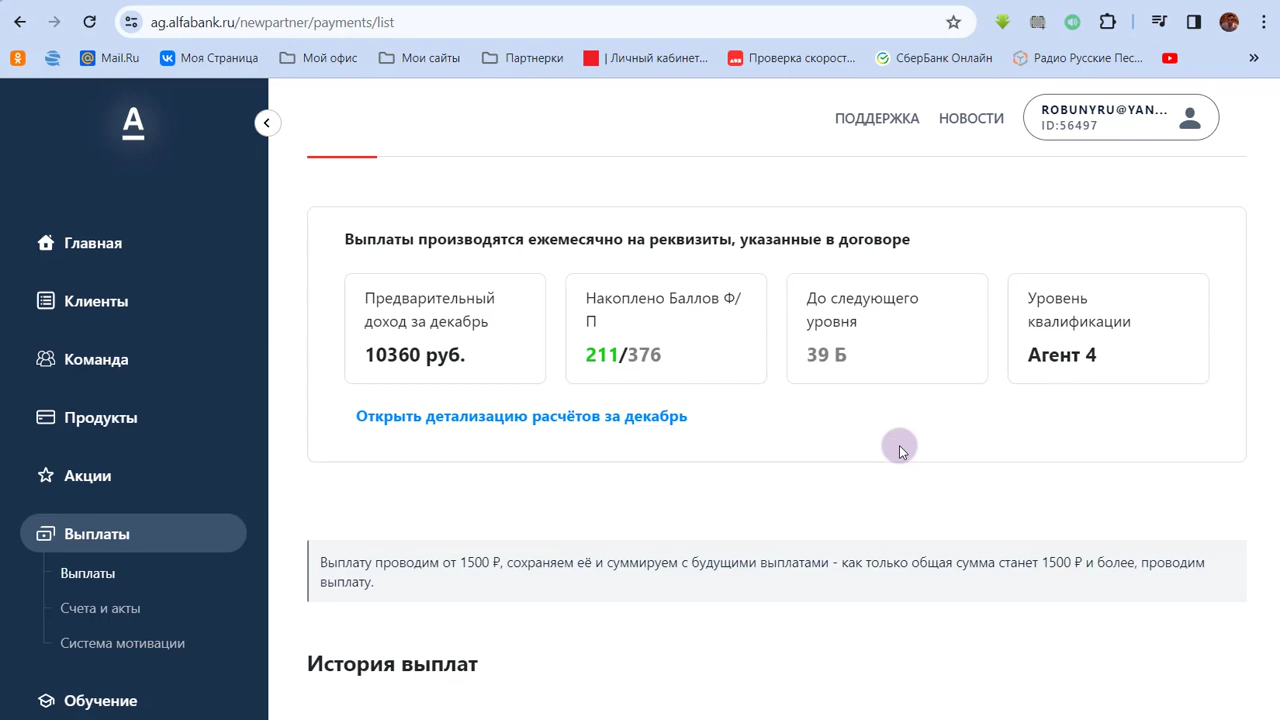 ag.alfabank.ru/newpartner/payments/list
Mail.Ru
Моя Страница
Мой офис
Мои сайты
Партнерки
| Личный кабинет...
Проверка скорост...
СберБанк Онлайн
Радио Русские Пес...
»
А
ПОДДЕРЖКА
НОВОСТИ
ROBUNYRU@YAN...
ID:56497
Главная
Клиенты
Команда
Продукты
Акции
Выплаты
Выплаты
Счета и акты
Система мотивации
Обучение
Выплаты производятся ежемесячно на реквизиты, указанные в договоре
Предварительный
доход за декабрь
10360 руб.
Накоплено Баллов Ф/
П
211/376
До следующего
уровня
39 Б
Уровень
квалификации
Агент 4
Открыть детализацию расчётов за декабрь
Выплату проводим от 1500 ₽, сохраняем её и суммируем с будущими выплатами - как только общая сумма станет 1500 ₽ и более, проводим
выплату.
История выплат